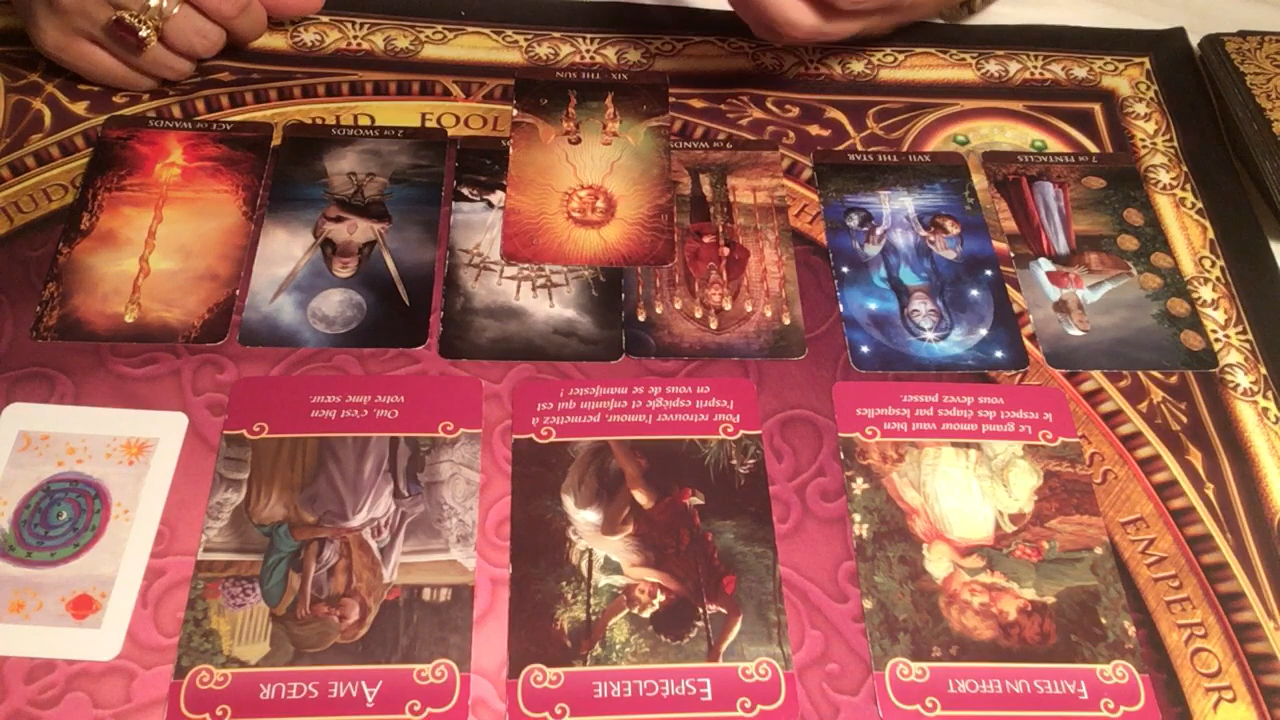 XIX - THE SUN
ACE OF WANDS
2 OF SWORDS
9 OF WANDS
XVII - THE STAR
7 OF PENTACLES
FOOL
EMPEROR
Oui, c'est bien
votre âme sœur.
Pour retrouver l'amour, permettez à
l'esprit espiègle et enfantin qui est
en vous de se manifester !
Le grand amour vaut bien
le respect des étapes par lesquelles
vous devez passer.
ÂME SŒUR
ESPIÈGLERIE
FAITES UN EFFORT